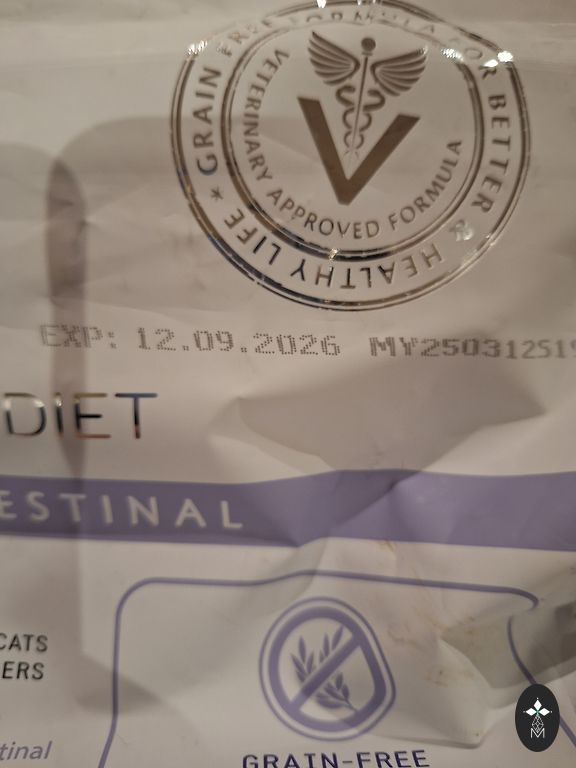 GRAIN FREE FORMULA FOR BETTER & HEALTHY LIFE *
VETERINARY APPROVED FORMULA
V
EXP: 12.09.2026 MY250312519
DIET
ESTINAL
CATS
ERS
tinal
GRAIN-FREE
M